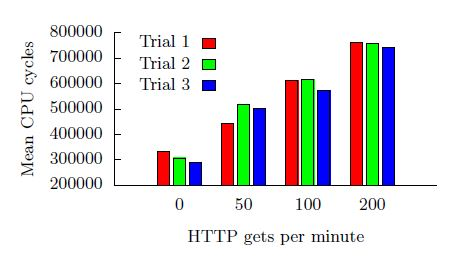 800000
700000
600000
500000
400000
300000
200000
Mean CPU cycles
Trial 1
Trial 2
Trial 3
0 50 100 200
HTTP gets per minute